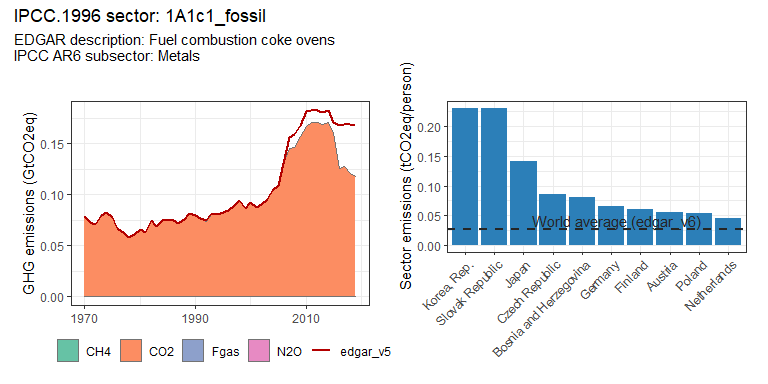 IPCC.1996 sector: 1A1c1_fossil
EDGAR description: Fuel combustion coke ovens
IPCC AR6 subsector: Metals
GHG emissions (GtCO2eq)
0.15
0.10
0.05
0.00
1970
1990
2010
CH4
CO2
Fgas
N2O
edgar_v5
Sector emissions (tCO2eq/person)
0.20
0.15
0.10
0.05
0.00
World average (edgar_v6)
Korea, Rep.
Slovak Republic
Japan
Czech Republic
Bosnia and Herzegovina
Germany
Finland
Austria
Poland
Netherlands